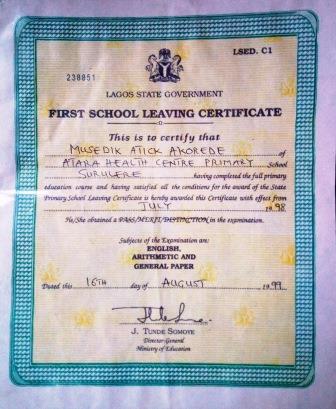 LSED. C1
238851
LAGOS STATE GOVERNMENT
FIRST SCHOOL LEAVING CERTIFICATE
This is to certify that
MUSEDIK ATICK AKOREDE of
ATARA HEALTH CENTRE PRIMARY School
SURULERE having completed the full primary
education course and having satisfied all the conditions for the award of the State
Primary School Leaving Certificate is hereby awarded this Certificate with effect from
JULY 1998
He/She obtained a PASS/MERIT/DISTINCTION in the examination.
Subjects of the Examination are:
ENGLISH,
ARITHMETIC AND
GENERAL PAPER
Dated this 16TH day of AUGUST 1999
J. TUNDE SOMOYE
Director-General
Ministry of Education